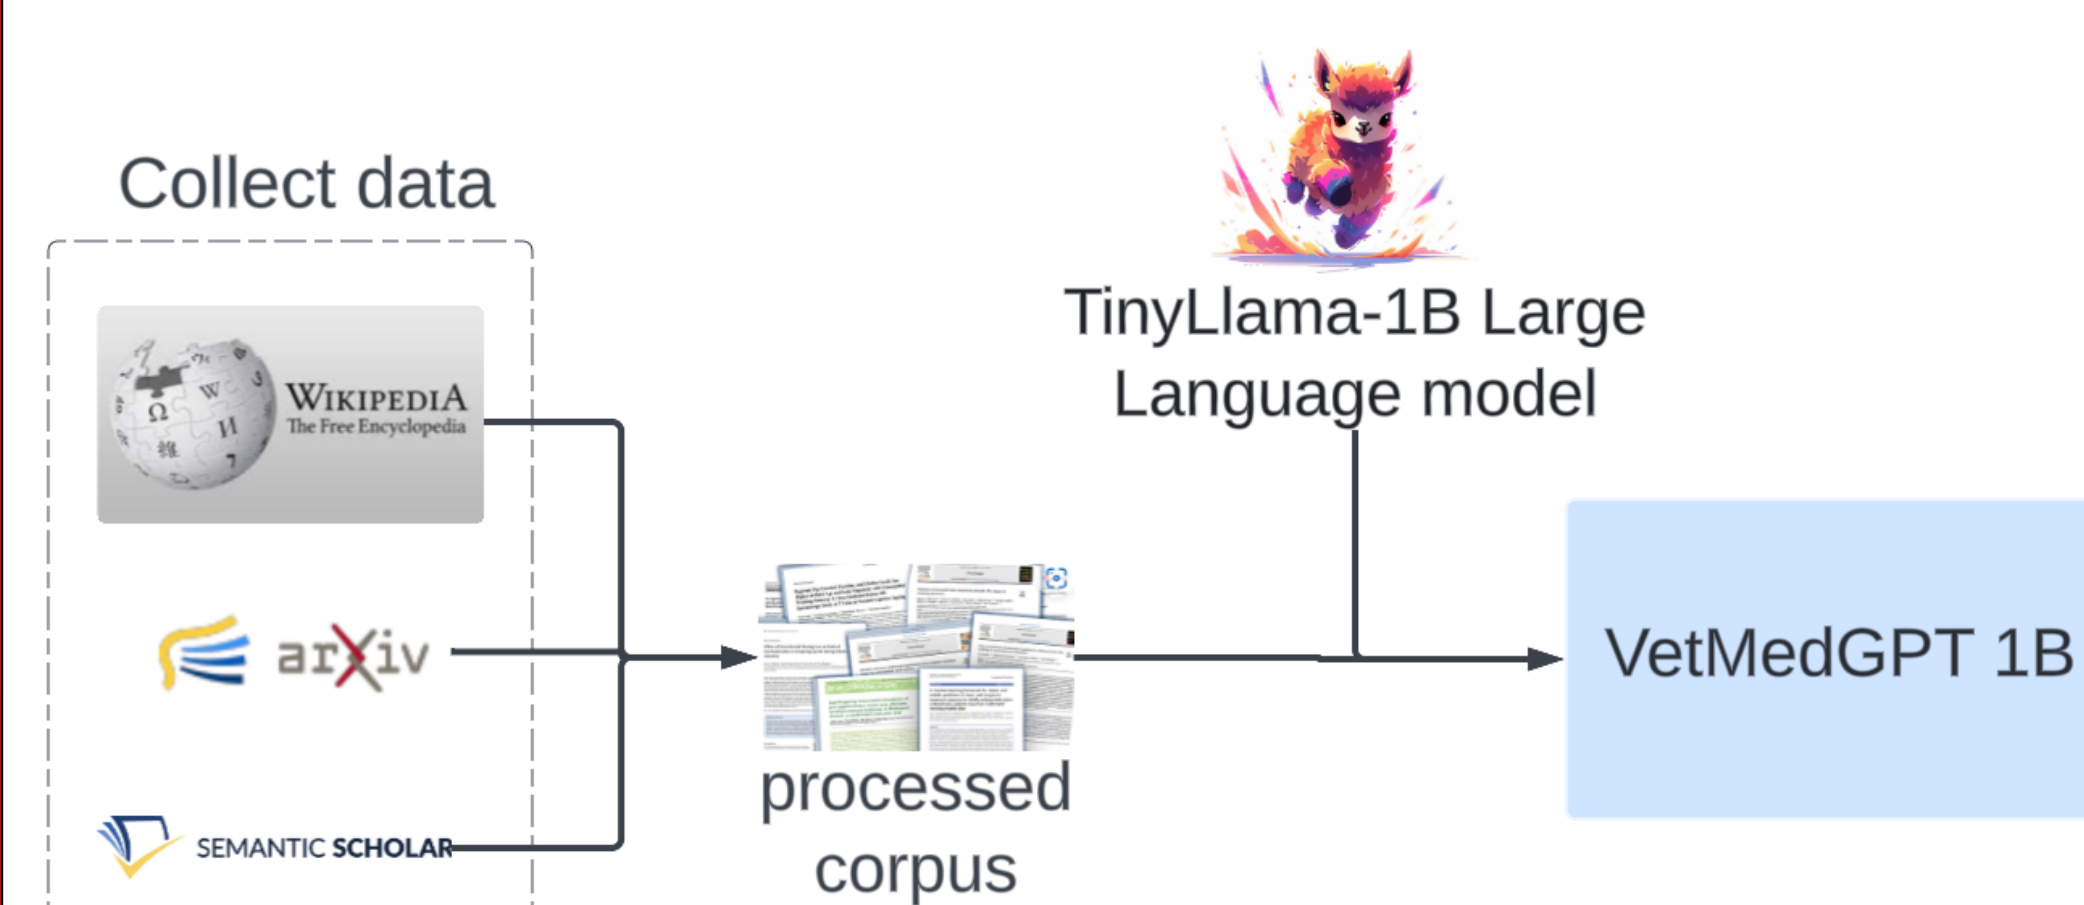 Collect data
WIKIPEDIA
The Free Encyclopedia
arXiv
SEMANTIC SCHOLAR
processed
corpus
TinyLlama-1B Large
Language model
VetMedGPT 1B